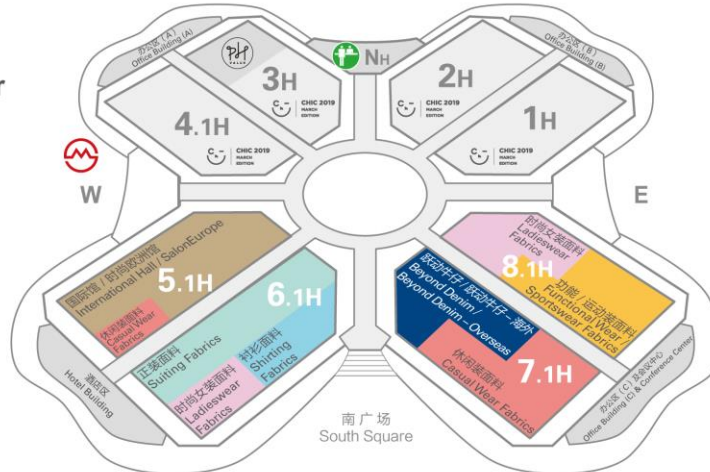 r
办公区(A)
Office Building (A)
PH
3H
CHIC 2019
MARCH
EDITION
4.1H
CHIC 2019
MARCH
EDITION
NH
2H
CHIC 2019
MARCH
EDITION
1H
CHIC 2019
MARCH
EDITION
办公区(B)
Office Building (B)
W
E
国际馆 / 时尚欧洲馆
International Hall / SalonEurope
5.1H
休闲装面料
Casual Wear
Fabrics
6.1H
正装面料
Suiting Fabrics
衬衫面料
Shirting
Fabrics
时尚女装面料
Ladieswear
Fabrics
酒店区
Hotel Building
跃动牛仔 / 跃动牛仔 – 海外
Beyond Denim /
Beyond Denim – Overseas
7.1H
休闲装面料
Casual Wear Fabrics
时尚女装面料
Ladieswear
Fabrics
8.1H
功能 / 运动装面料
Functional Wear /
Sportswear Fabrics
办公区(C)及会议中心
Office Building (C) & Conference Center
南广场
South Square